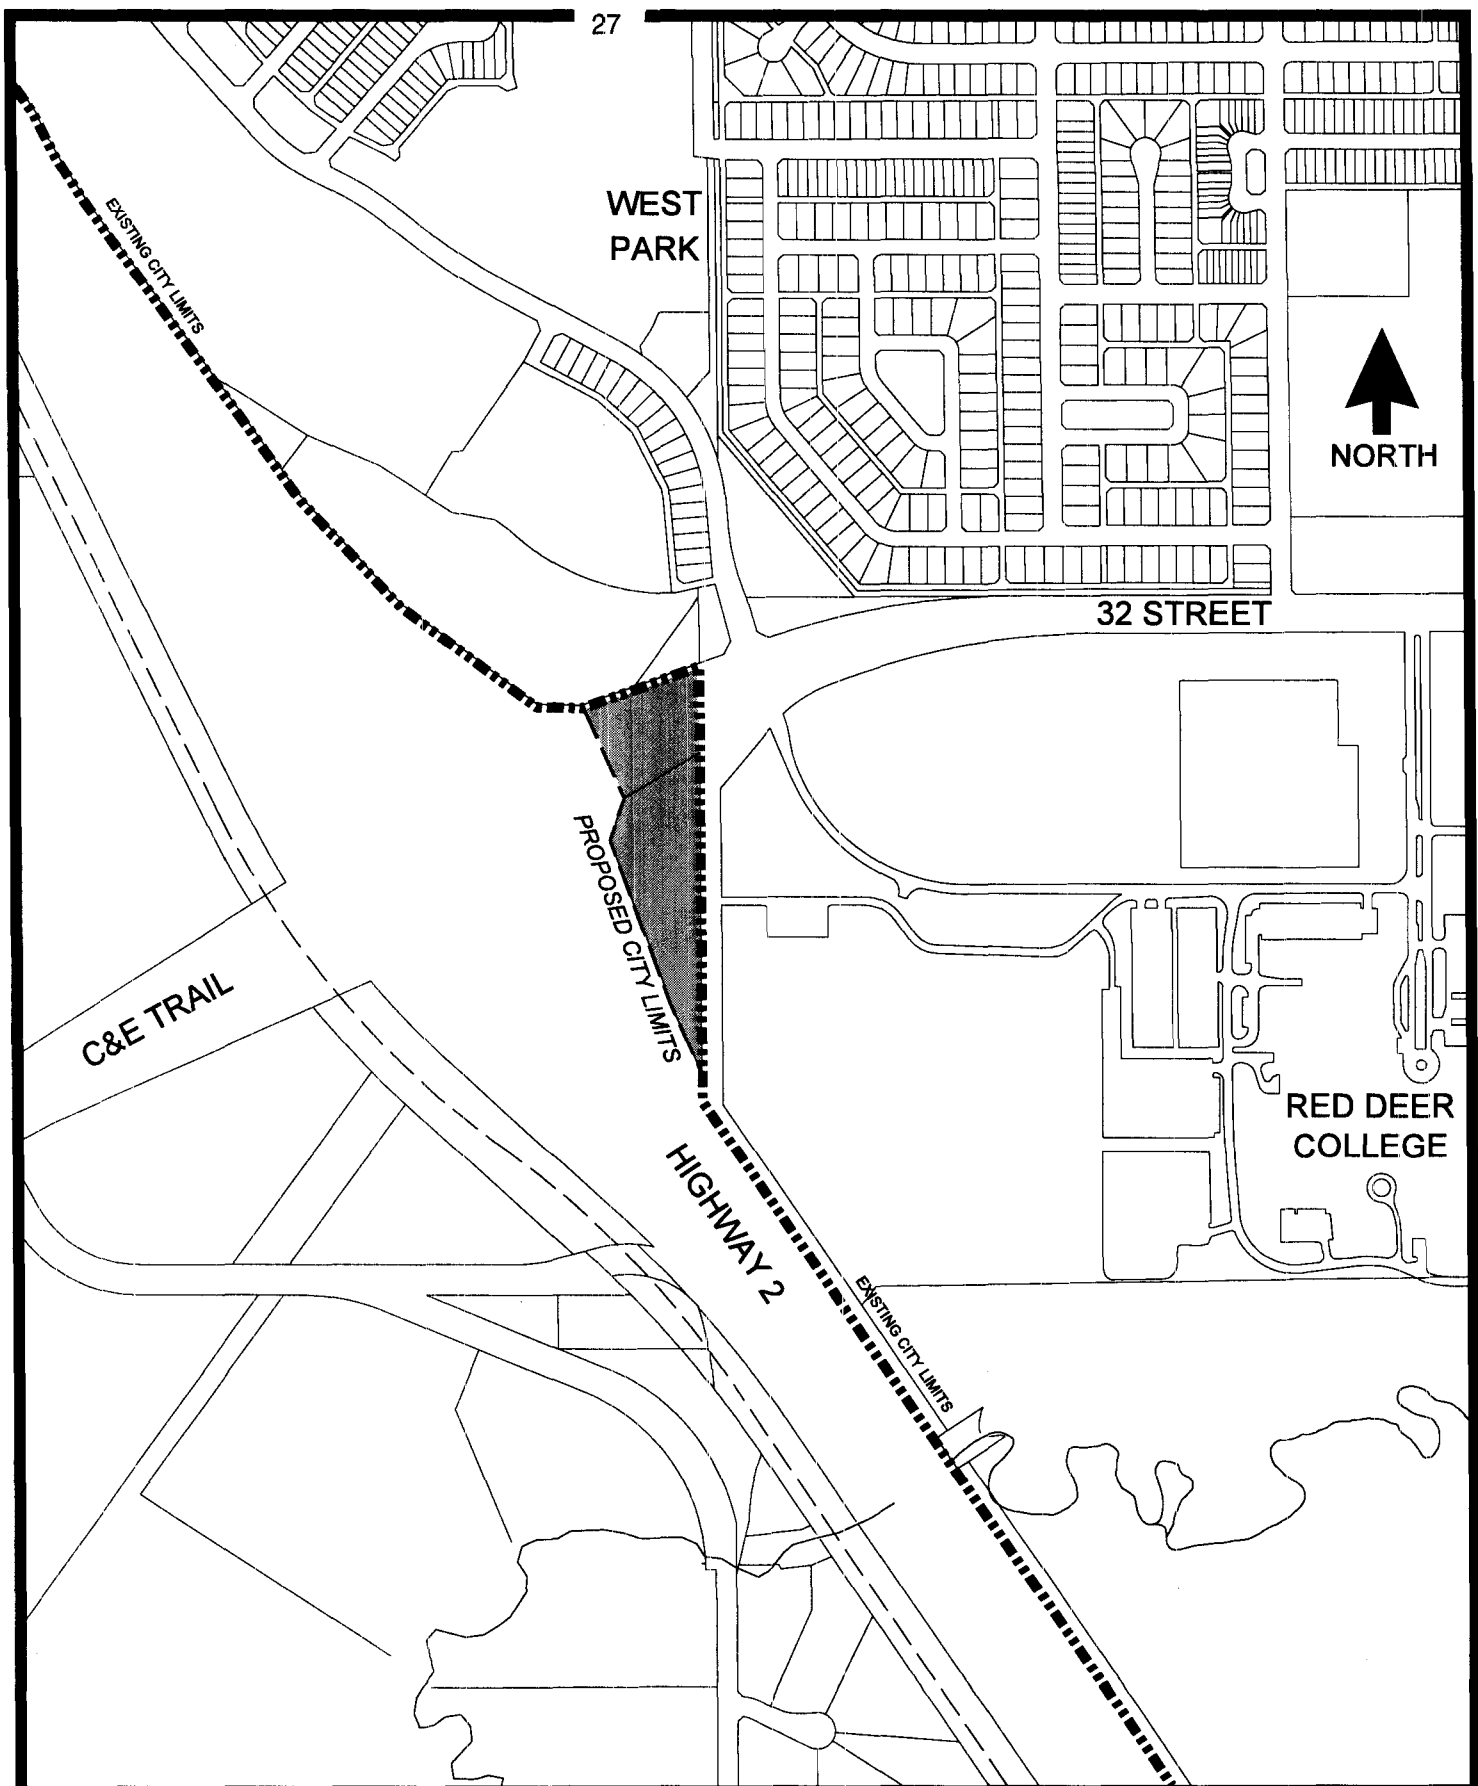 27
EXISTING CITY LIMITS
WEST
PARK
NORTH
32 STREET
PROPOSED CITY LIMITS
C&E TRAIL
RED DEER
COLLEGE
HIGHWAY 2
EXISTING CITY LIMITS